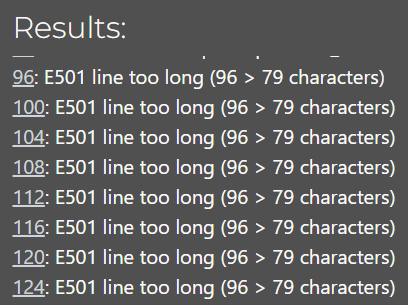 Results:
96: E501 line too long (96 > 79 characters)
100: E501 line too long (96 > 79 characters)
104: E501 line too long (96 > 79 characters)
108: E501 line too long (96 > 79 characters)
112: E501 line too long (96 > 79 characters)
116: E501 line too long (96 > 79 characters)
120: E501 line too long (96 > 79 characters)
124: E501 line too long (96 > 79 characters)